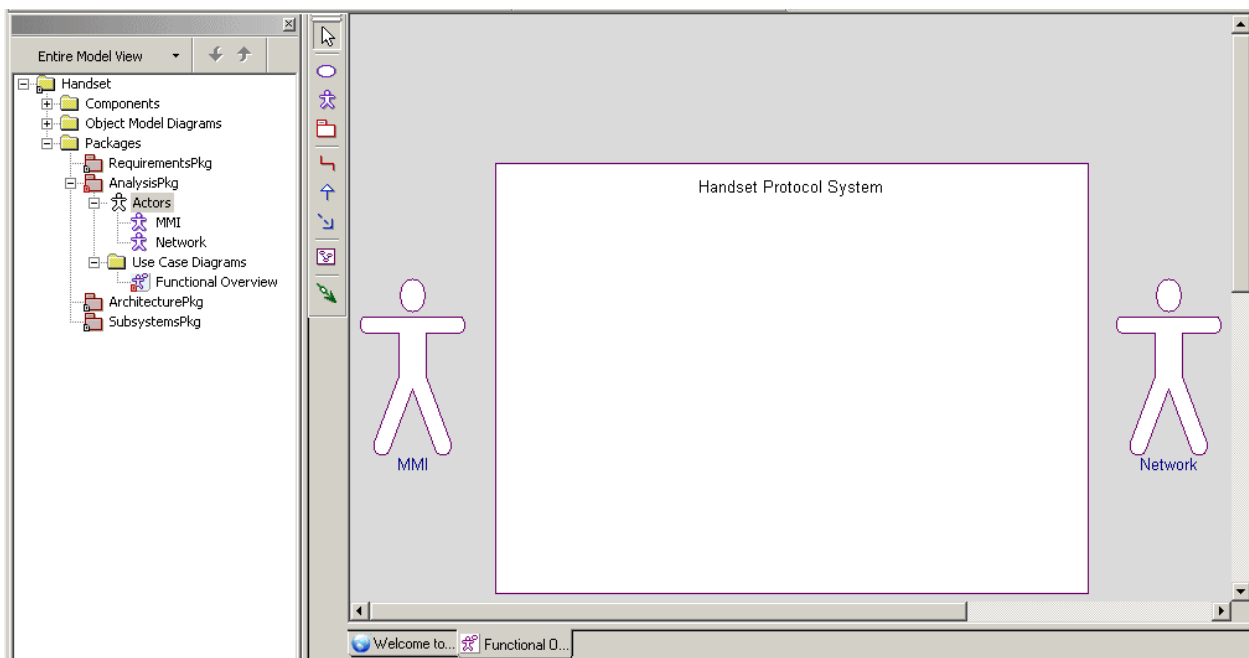 Entire Model View
Handset
Components
Object Model Diagrams
Packages
RequirementsPkg
AnalysisPkg
Actors
MMI
Network
Use Case Diagrams
Functional Overview
ArchitecturePkg
SubsystemsPkg
Handset Protocol System
MMI
Network
Welcome to...
Functional O...